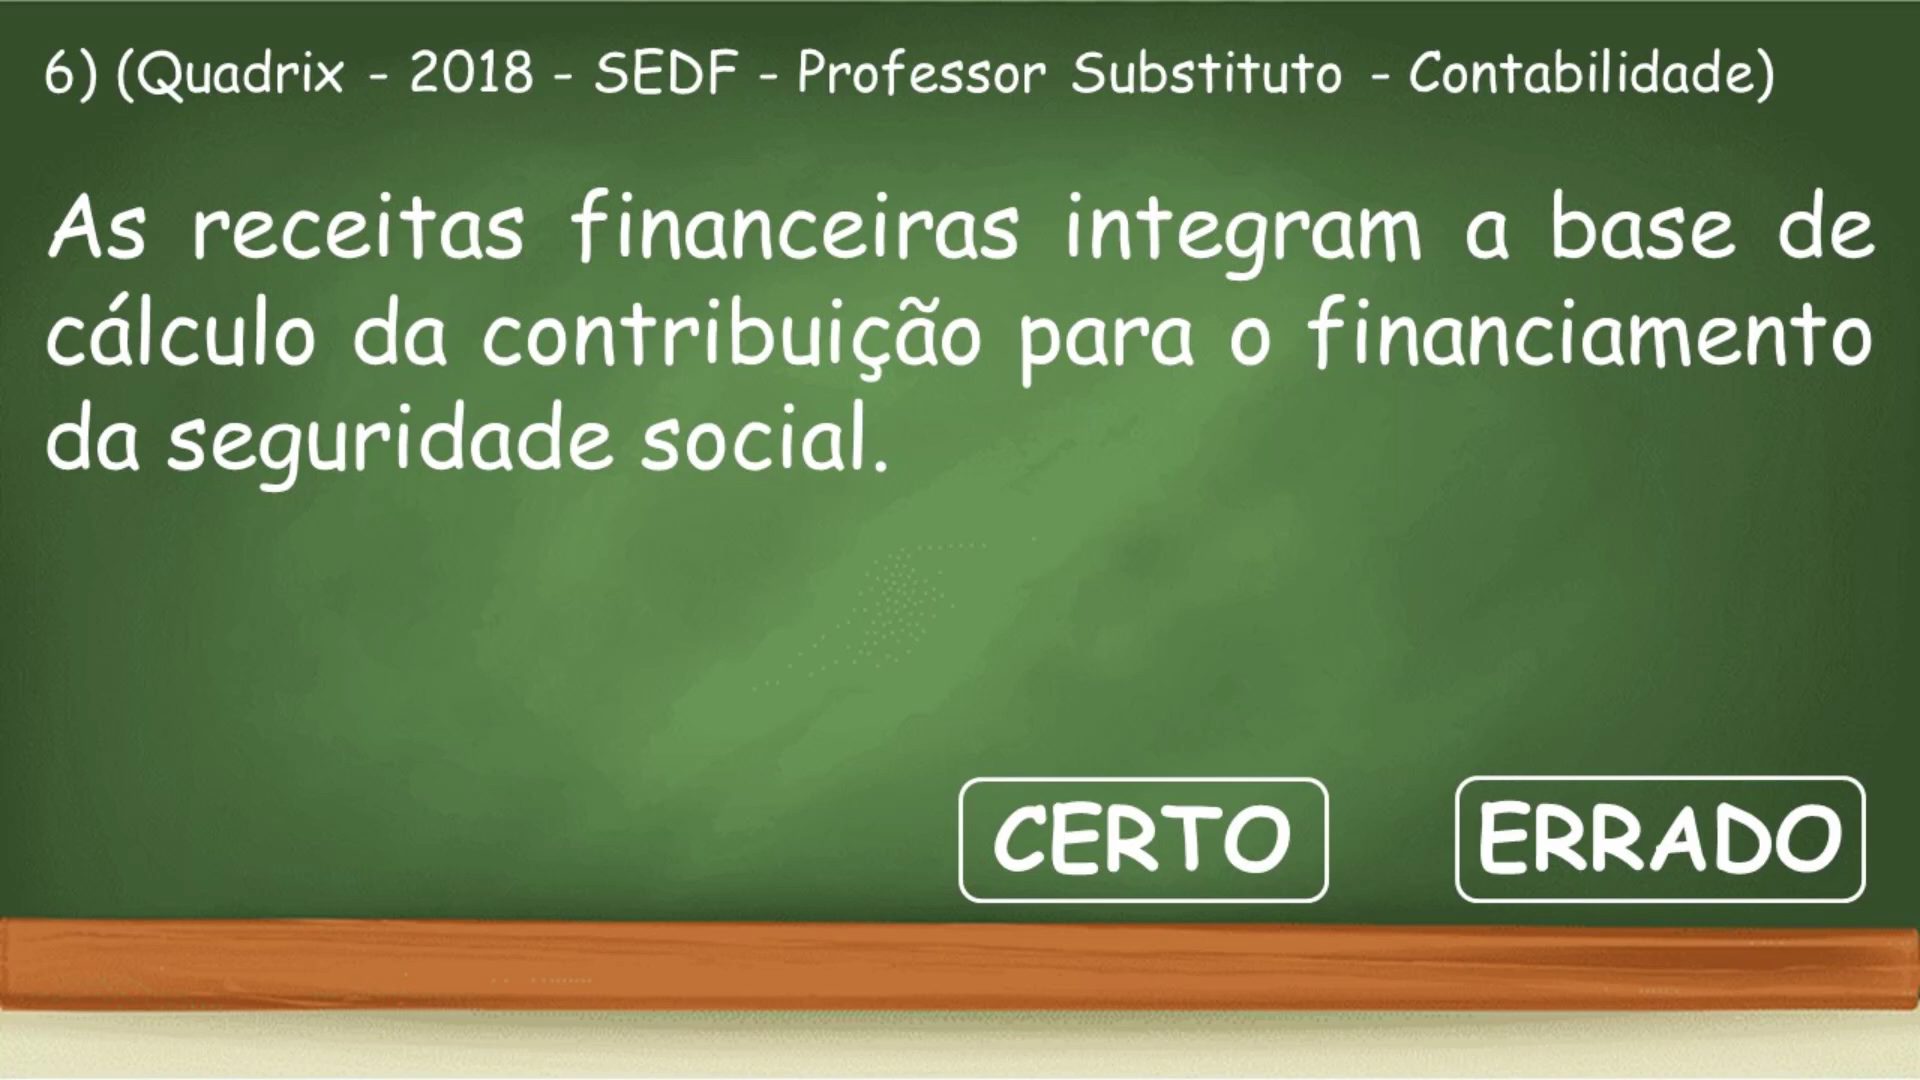 6) (Quadrix - 2018 - SEDF - Professor Substituto - Contabilidade)
As receitas financeiras integram a base de
cálculo da contribuição para o financiamento
da seguridade social.
CERTO
ERRADO